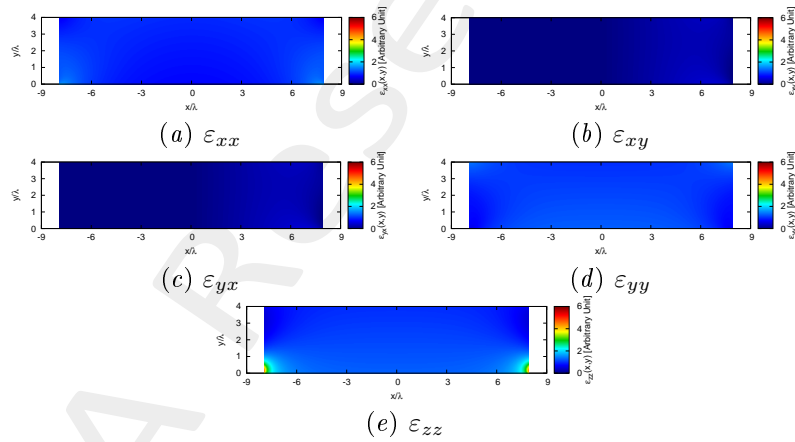 4
3
2
1
0
-9 -6 -3 0 3 6 9
x/λ
y/λ
6
4
2
0
εxx(x,y) [Arbitrary Unit]
(a) εxx
4
3
2
1
0
-9 -6 -3 0 3 6 9
x/λ
y/λ
6
4
2
0
(x,y) [Arbitrary Unit]
(b) εxy
4
3
2
1
0
-9 -6 -3 0 3 6 9
x/λ
y/λ
6
4
2
0
εyx(x,y) [Arbitrary Unit]
(c) εyx
4
3
2
1
0
-9 -6 -3 0 3 6 9
x/λ
y/λ
6
4
2
0
(x,y) [Arbitrary Unit]
(d) εyy
4
3
2
1
0
-9 -6 -3 0 3 6 9
x/λ
y/λ
6
4
2
0
εzz(x,y) [Arbitrary Unit]
(e) εzz